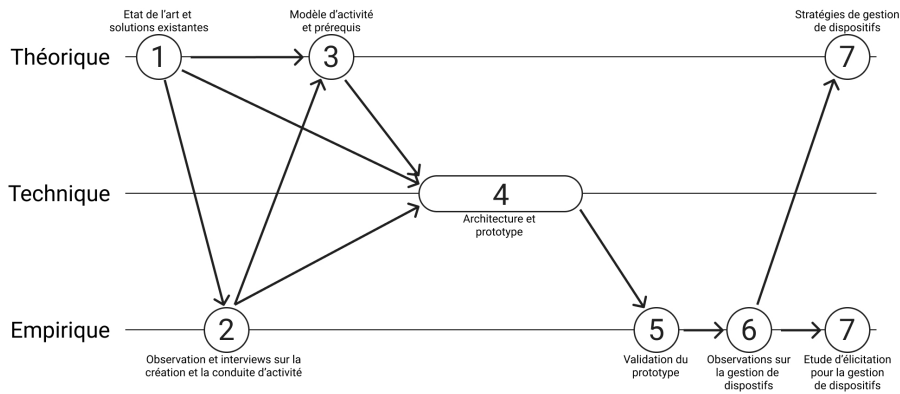 Etat de l'art et
solutions existantes
Modèle d'activité
et prérequis
Stratégies de gestion
de dispositifs
Théorique
1
3
7
Technique
4
Architecture et
prototype
Empirique
2
5
6
7
Observation et interviews sur la
création et la conduite d'activité
Validation du
prototype
Observations sur
la gestion de
dispostifs
Etude d'élicitation
pour la gestion
de dispositifs